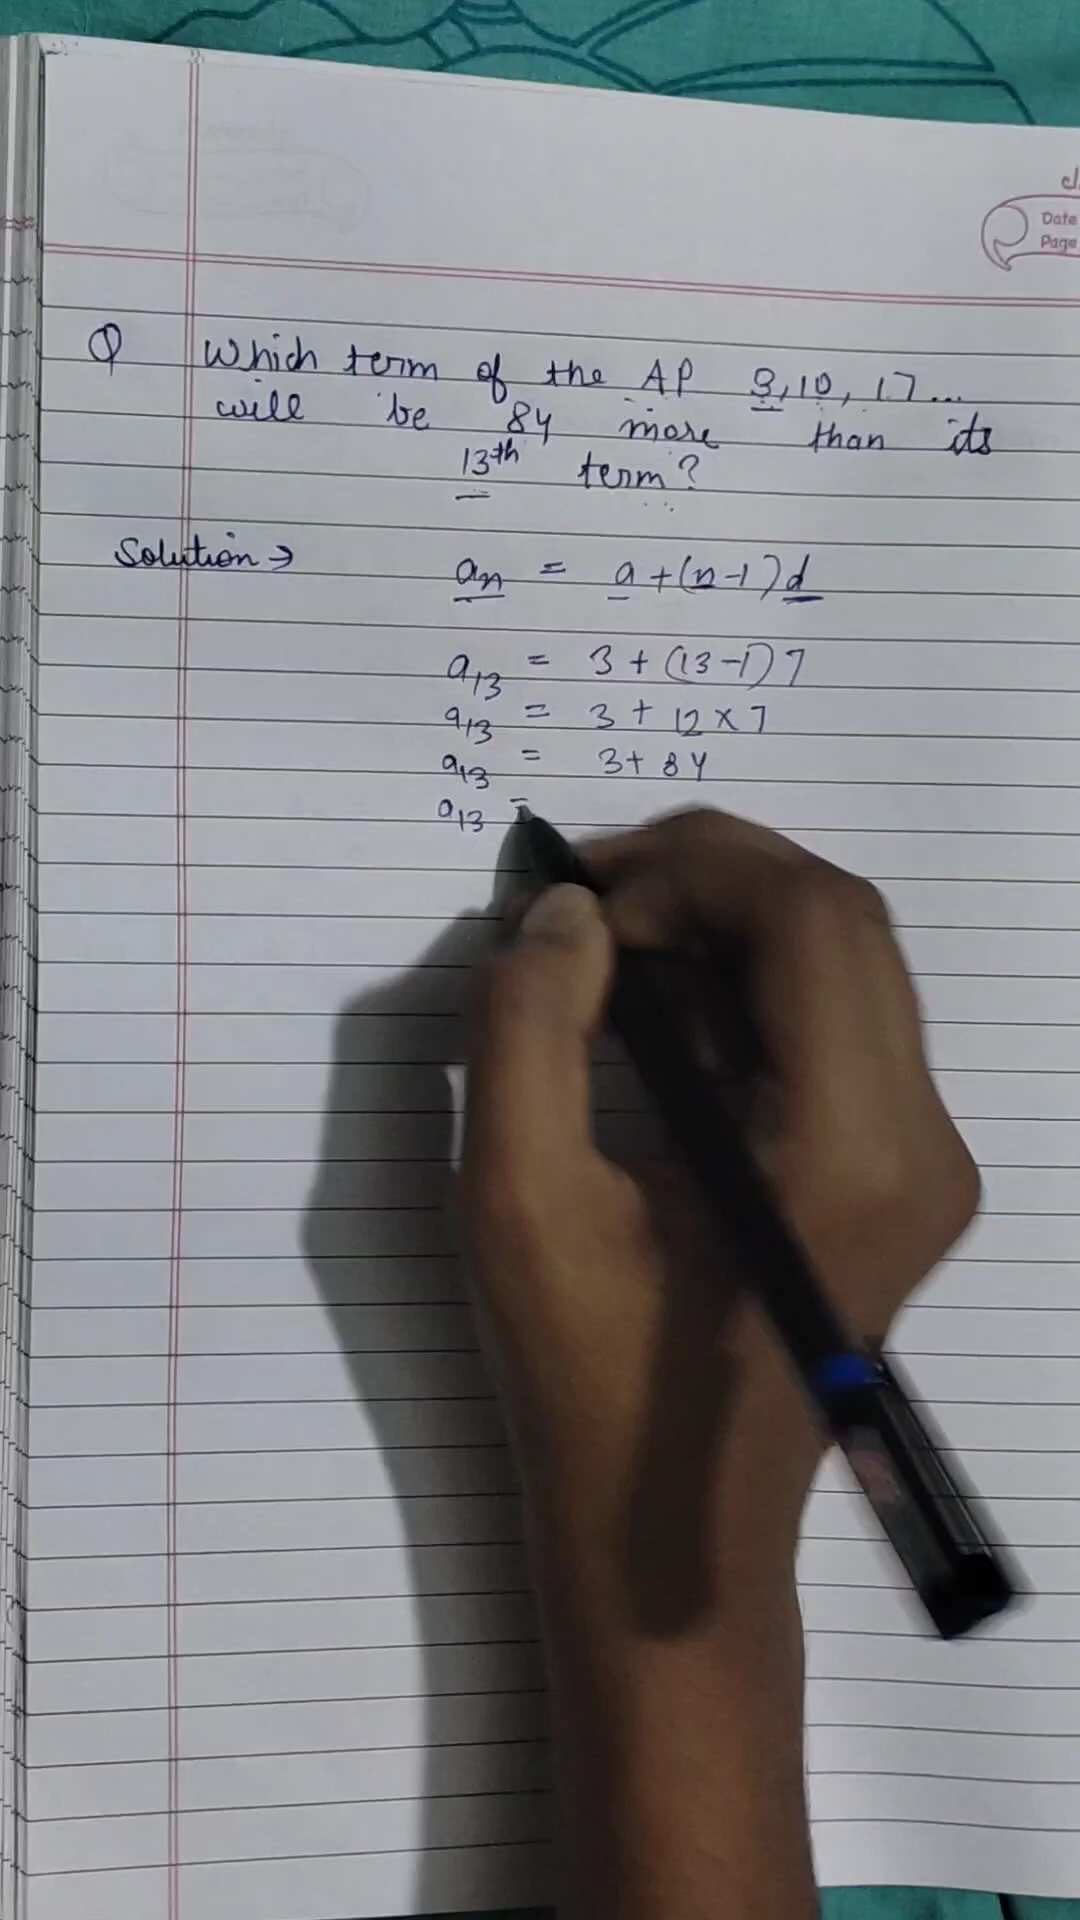 Date
Page
Q Which term of the AP 3, 10, 17...
will be 84 more than its
13th term?
Solution → an = a + (n-1)d
a13 = 3 + (13-1)7
a13 = 3 + 12 x 7
a13 = 3 + 84
a13 =